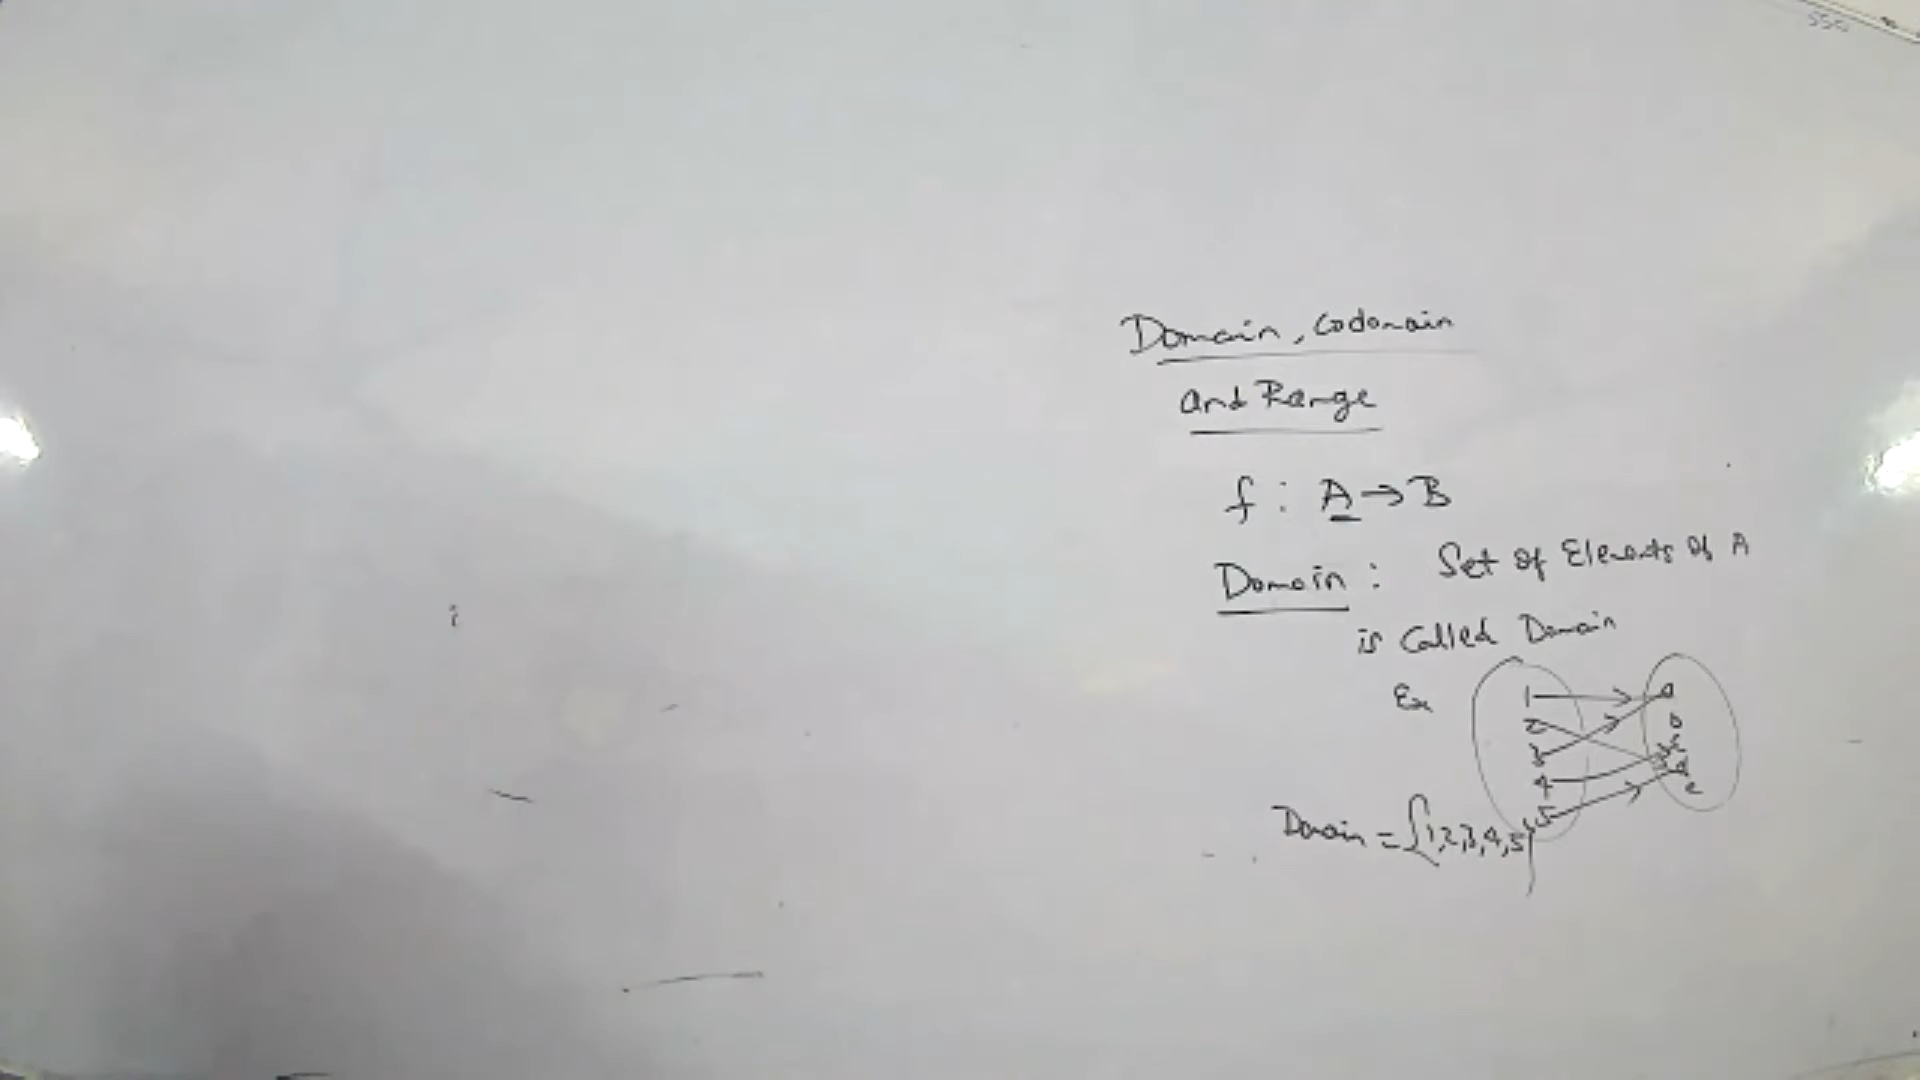 Domain, Codomain
and Range
f : A → B
Domain : Set of Elements of A
is Called Domain
Ex
1 a
2 b
3 c
4 d
5 e
Domain = {1,2,3,4,5}